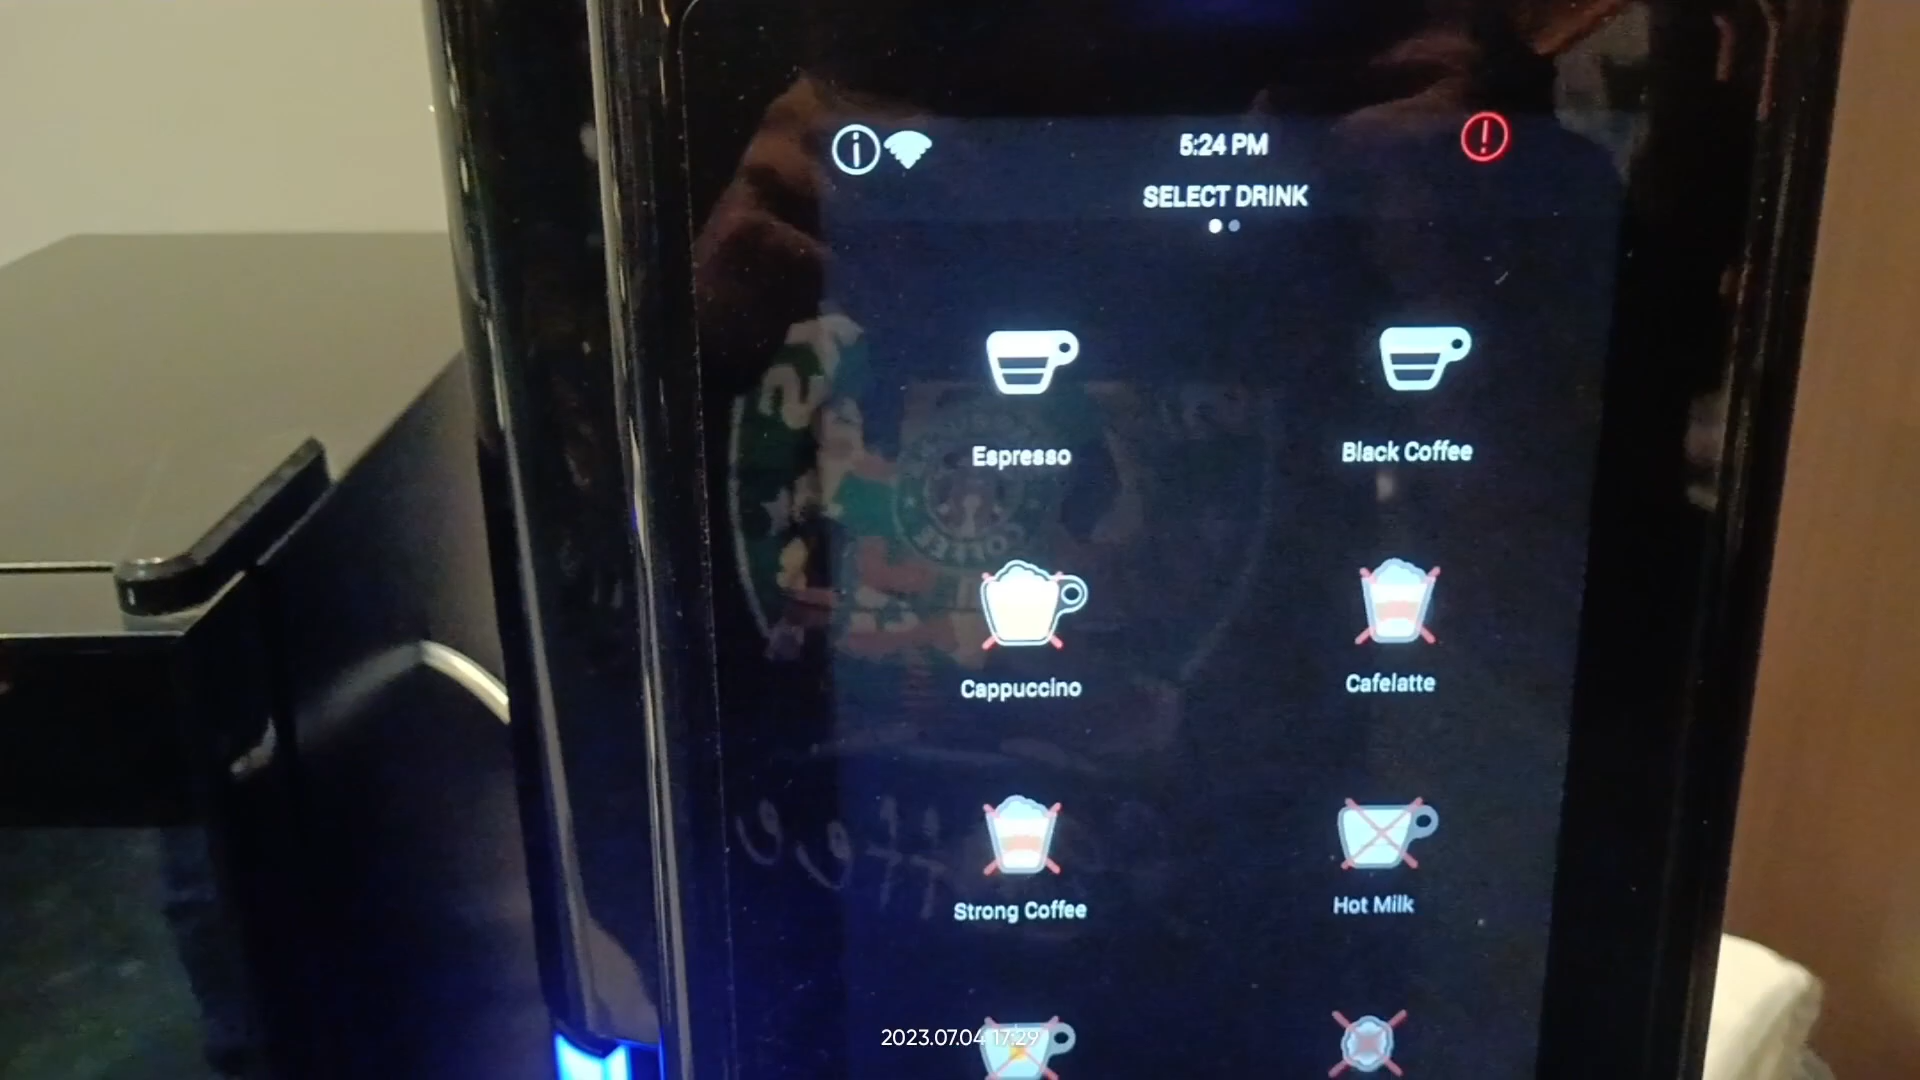 5:24 PM
SELECT DRINK
Espresso
Black Coffee
Cappuccino
Cafelatte
Strong Coffee
Hot Milk
2023.07.04 17:29